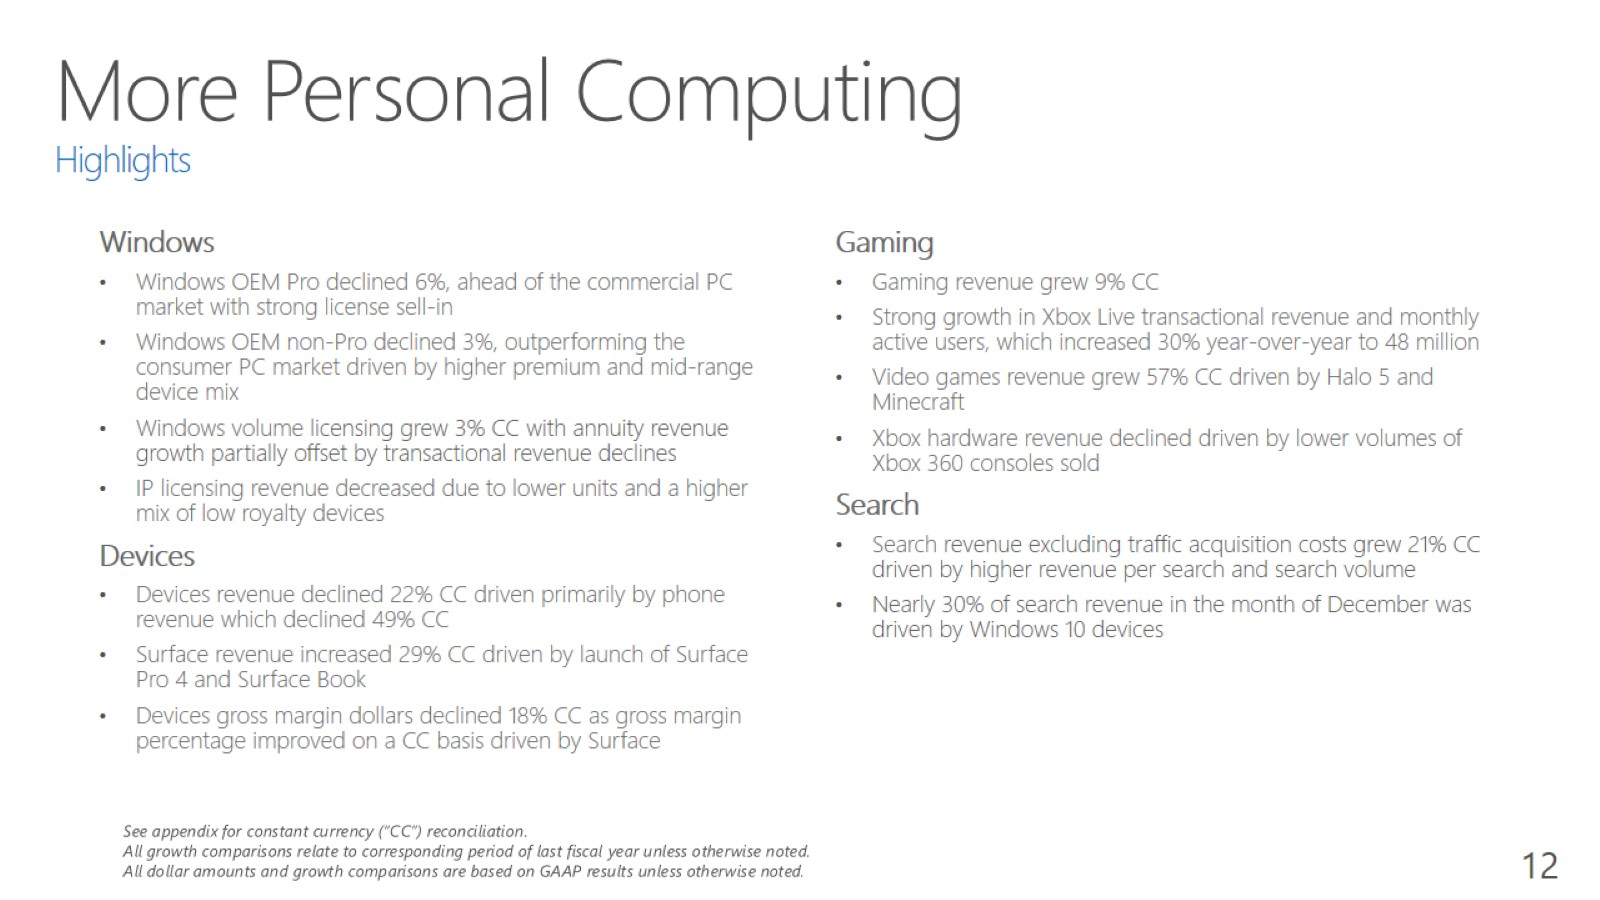 More Personal Computing
Highlights
Windows
• Windows OEM Pro declined 6%, ahead of the commercial PC
market with strong license sell-in
• Windows OEM non-Pro declined 3%, outperforming the
consumer PC market driven by higher premium and mid-range
device mix
• Windows volume licensing grew 3% CC with annuity revenue
growth partially offset by transactional revenue declines
• IP licensing revenue decreased due to lower units and a higher
mix of low royalty devices
Devices
• Devices revenue declined 22% CC driven primarily by phone
revenue which declined 49% CC
• Surface revenue increased 29% CC driven by launch of Surface
Pro 4 and Surface Book
• Devices gross margin dollars declined 18% CC as gross margin
percentage improved on a CC basis driven by Surface
Gaming
• Gaming revenue grew 9% CC
• Strong growth in Xbox Live transactional revenue and monthly
active users, which increased 30% year-over-year to 48 million
• Video games revenue grew 57% CC driven by Halo 5 and
Minecraft
• Xbox hardware revenue declined driven by lower volumes of
Xbox 360 consoles sold
Search
• Search revenue excluding traffic acquisition costs grew 21% CC
driven by higher revenue per search and search volume
• Nearly 30% of search revenue in the month of December was
driven by Windows 10 devices
See appendix for constant currency ("CC") reconciliation.
All growth comparisons relate to corresponding period of last fiscal year unless otherwise noted.
All dollar amounts and growth comparisons are based on GAAP results unless otherwise noted.
12